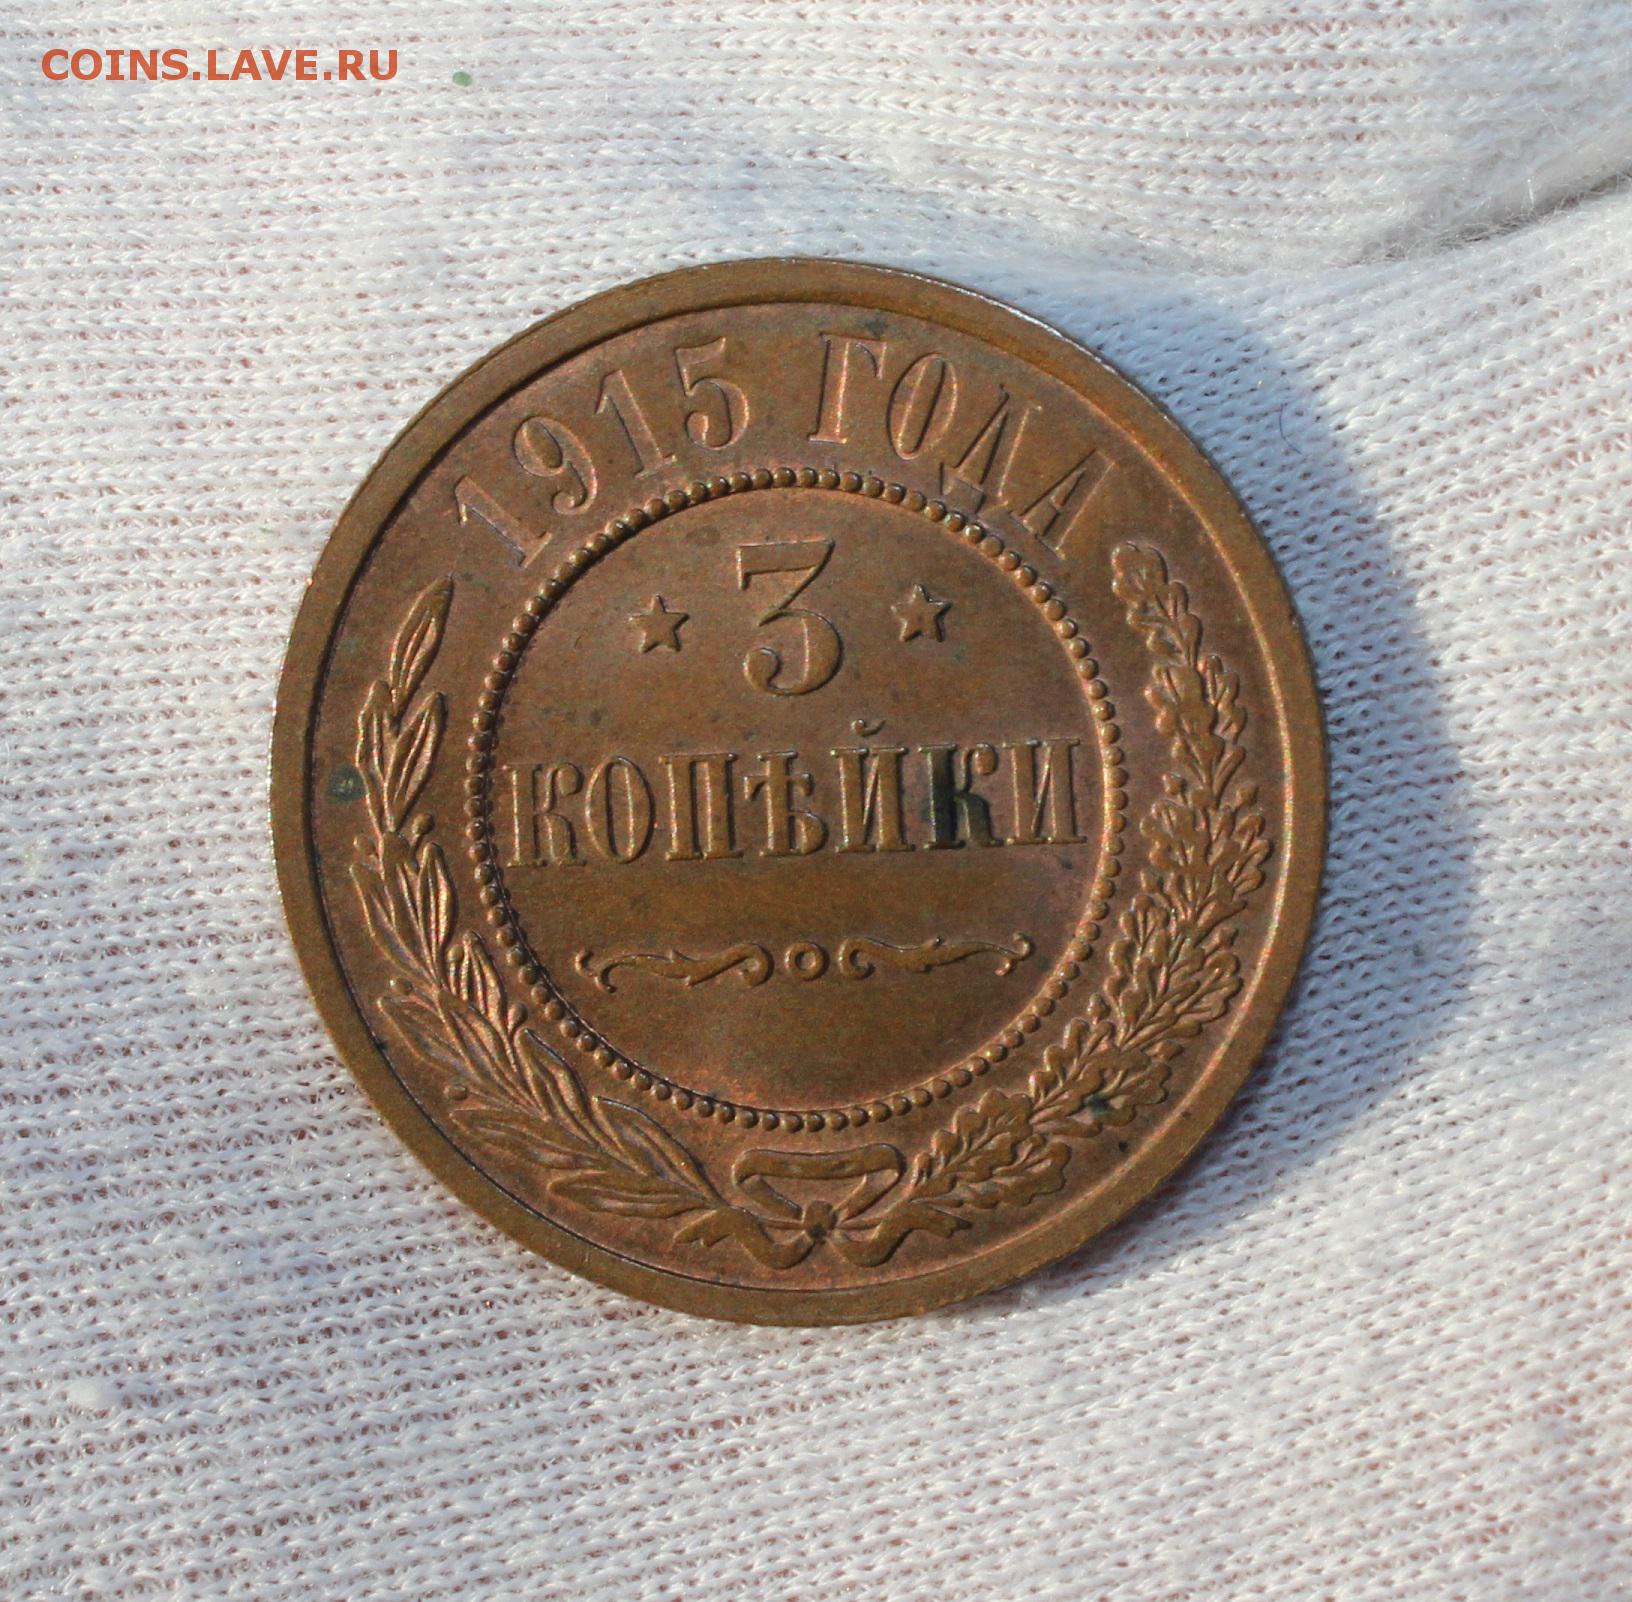 COINS.LAVE.RU
1915 ГОДА
3
КОПѢЙКИ